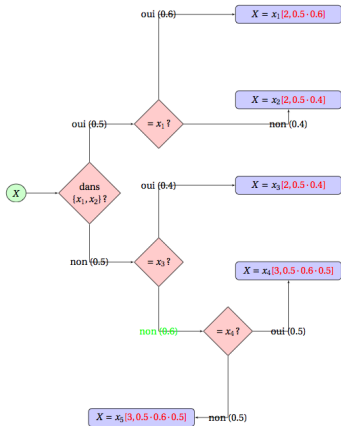 oui (0.6)
X = x₁[2, 0.5 · 0.6]
X = x₂[2, 0.5 · 0.4]
oui (0.5)
= x₁ ?
non (0.4)
oui (0.4)
X = x₃[2, 0.5 · 0.4]
X
dans
{x₁, x₂} ?
non (0.5)
= x₃ ?
X = x₄[3, 0.5 · 0.6 · 0.5]
non (0.6)
= x₄ ?
oui (0.5)
X = x₅[3, 0.5 · 0.6 · 0.5]
non (0.5)